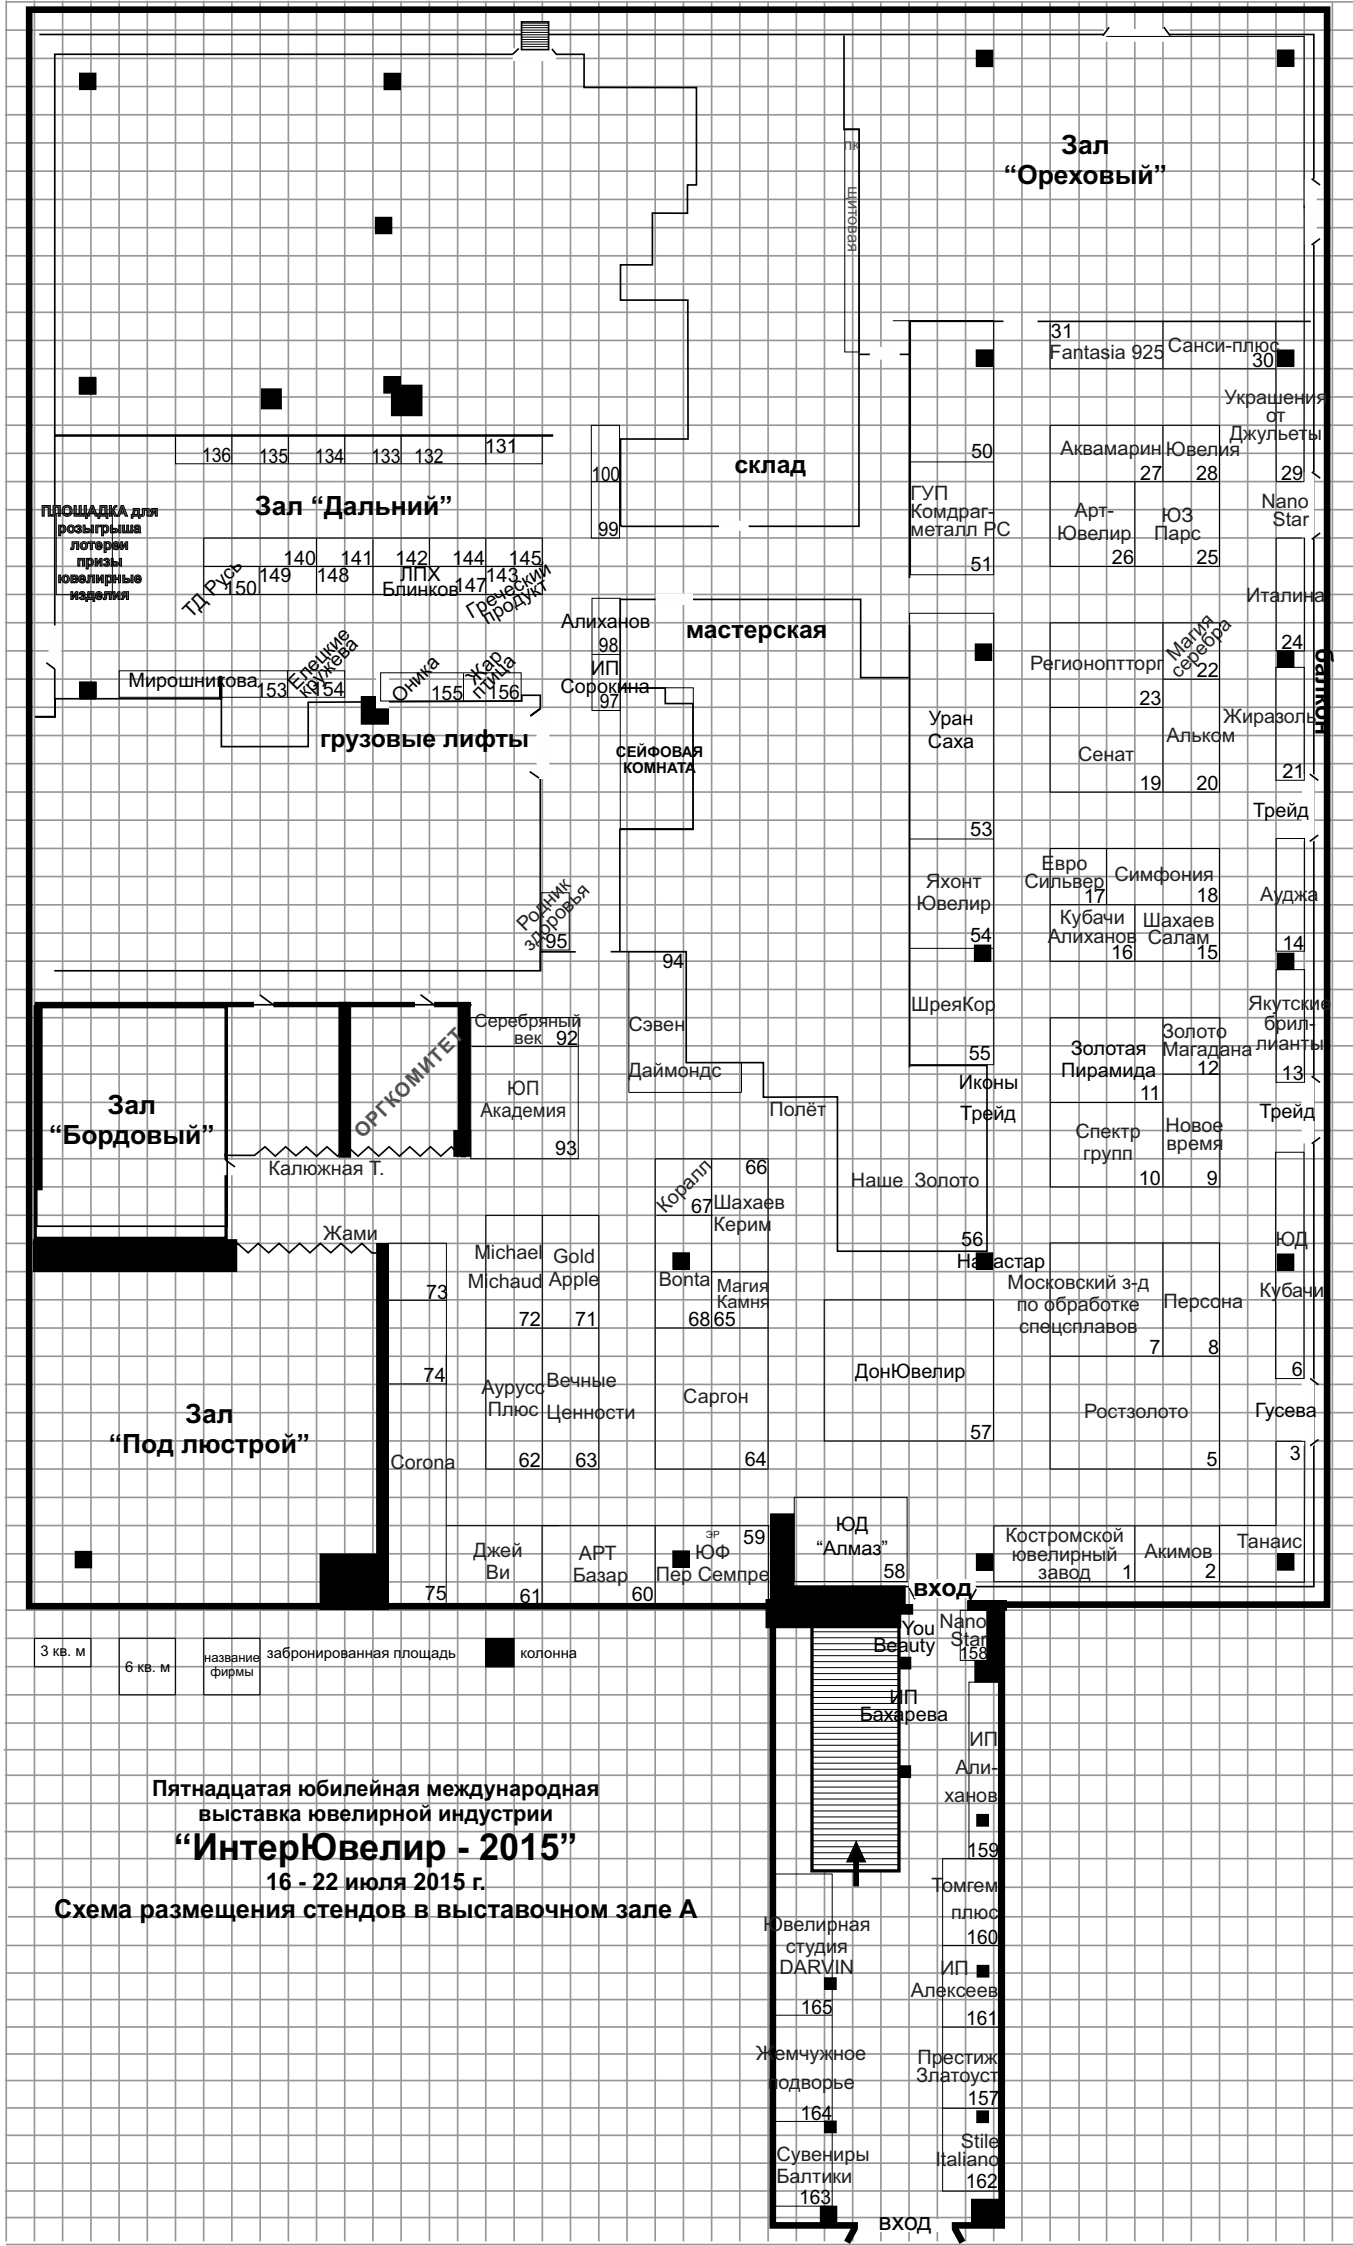 Зал
“Ореховый”
ПК
щитовая
31
Fantasia 925
Санси-плюс
30
Украшения
от
Джульеты
29
136
135
134
133
132
131
100
99
склад
50
ГУП
Комдраг-
металл РС
51
Аквамарин
27
Ювелия
28
Арт-
Ювелир
26
ЮЗ
Парс
25
Nano
Star
Зал “Дальний”
ПЛОЩАДКА для
розыгрыша
лотереи
призы
ювелирные
изделия
140
141
142
144
145
ТД Русь
150
149
148
ЛПХ
Блинков
147
143
Греческий
продукт
Италина
24
Алиханов
98
ИП
Сорокина
97
мастерская
Мирошникова
153
Елецкие
кружева
154
Оника
155
Жар
птица
156
грузовые лифты
СЕЙФОВАЯ
КОМНАТА
Уран
Саха
53
Регионоптторг
23
Магия
серебра
22
Сенат
19
Альком
20
Жиразоль
21
балкон
Трейд
Родник
здоровья
95
Яхонт
Ювелир
54
Евро
Сильвер
17
Симфония
18
Кубачи
Алиханов
16
Шахаев
Салам
15
Ауджа
14
94
Сэвен
Даймондс
ШреяКор
55
Золотая
Пирамида
11
Золото
Магадана
12
Якутские
брил-
лианты
13
Серебряный
век
92
ЮП
Академия
93
ОРГКОМИТЕТ
Зал
“Бордовый”
Калюжная Т.
Полёт
Иконы
Трейд
Наше Золото
56
Спектр
групп
10
Новое
время
9
Трейд
Коралл
67
66
Шахаев
Керим
Жами
73
Michael
Michaud
72
Gold
Apple
71
Bonta
68
Магия
Камня
65
Московский з-д
по обработке
спецсплавов
7
Персона
8
ЮД
Кубачи
6
74
Аурусс
Плюс
62
Вечные
Ценности
63
Саргон
64
ДонЮвелир
57
Ростзолото
5
Гусева
3
Зал
“Под люстрой”
Corona
75
Джей
Ви
61
АРТ
Базар
60
ЭР
59
ЮФ
Пер Семпре
ЮД
“Алмаз”
58
Костромской
ювелирный
завод
1
Акимов
2
Танаис
вход
3 кв. м
6 кв. м
название
фирмы
забронированная площадь
колонна
You
Beauty
Nano
Star
158
ИП
Бахарева
ИП
Али-
ханов
159
Пятнадцатая юбилейная международная
выставка ювелирной индустрии
“ИнтерЮвелир - 2015”
16 - 22 июля 2015 г.
Схема размещения стендов в выставочном зале А
Томгем
плюс
160
Ювелирная
студия
DARVIN
165
ИП
Алексеев
161
Жемчужное
подворье
164
Престиж
Златоуст
157
Сувениры
Балтики
163
Stile
Italiano
162
вход